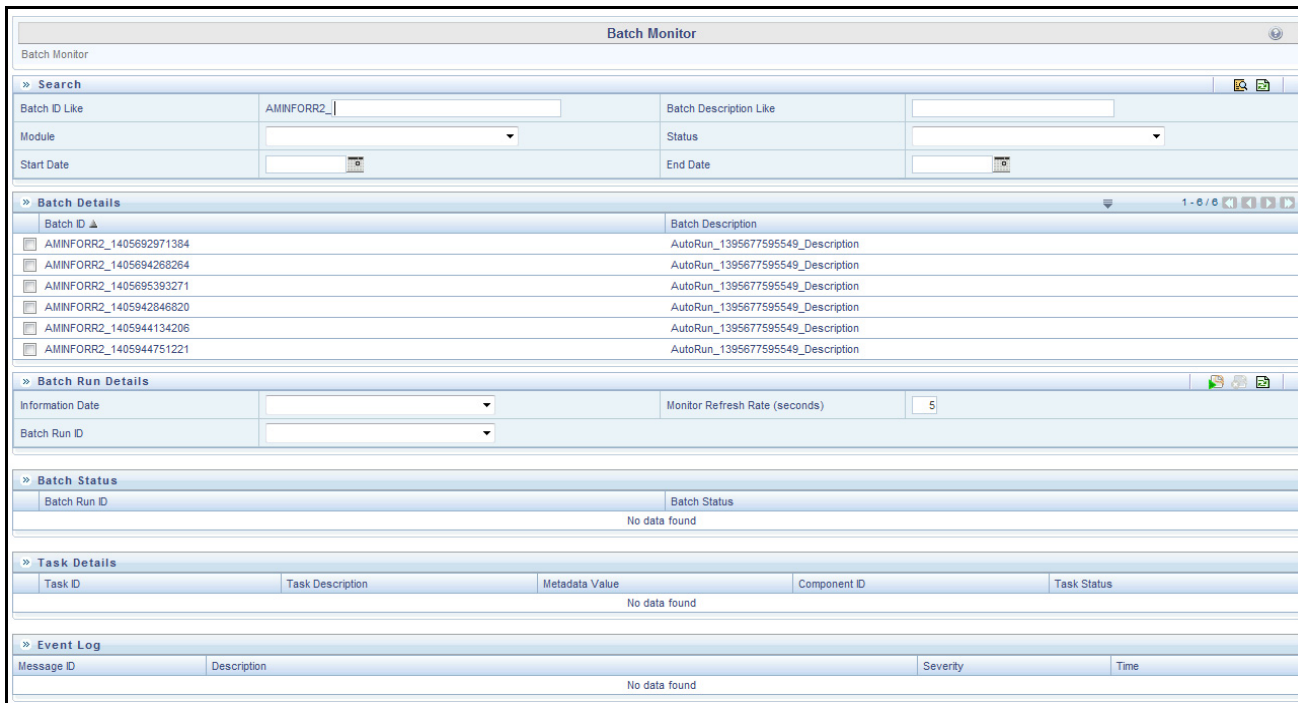 Batch Monitor
Batch Monitor
» Search
Batch ID Like AMINFORR2_ Batch Description Like
Module Status
Start Date End Date
» Batch Details 1 - 6 / 6
Batch ID Batch Description
AMINFORR2_1405692971384 AutoRun_1395677595549_Description
AMINFORR2_1405694268264 AutoRun_1395677595549_Description
AMINFORR2_1405695393271 AutoRun_1395677595549_Description
AMINFORR2_1405942846820 AutoRun_1395677595549_Description
AMINFORR2_1405944134206 AutoRun_1395677595549_Description
AMINFORR2_1405944751221 AutoRun_1395677595549_Description
» Batch Run Details
Information Date Monitor Refresh Rate (seconds) 5
Batch Run ID
» Batch Status
Batch Run ID Batch Status
No data found
» Task Details
Task ID Task Description Metadata Value Component ID Task Status
No data found
» Event Log
Message ID Description Severity Time
No data found